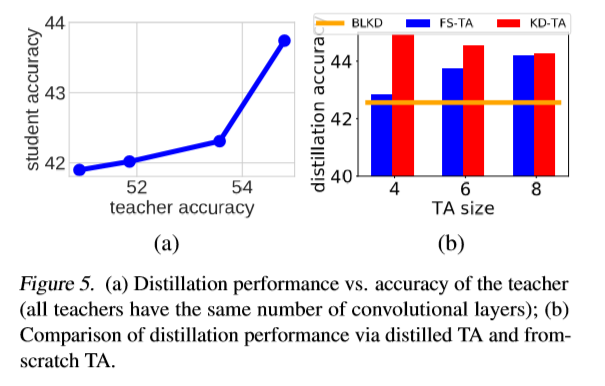 44
43
42
student accuracy
52 54
teacher accuracy
(a)
BLKD FS-TA KD-TA
44
42
40
distillation accuracy
4 6 8
TA size
(b)
Figure 5. (a) Distillation performance vs. accuracy of the teacher
(all teachers have the same number of convolutional layers); (b)
Comparison of distillation performance via distilled TA and from-
scratch TA.